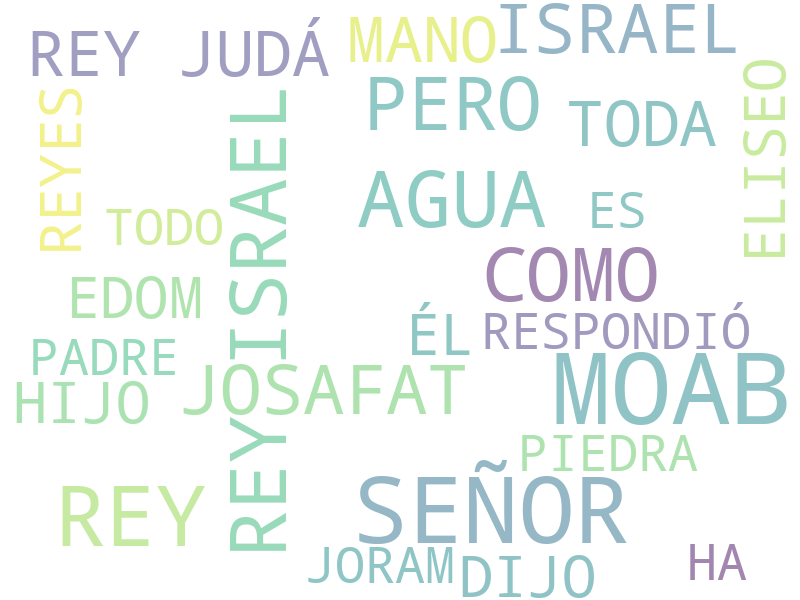 ISRAEL
REY JUDÁ
MANO
PERO
TODA
ELISEO
REYES
REY ISRAEL
AGUA
ES
TODO
COMO
EDOM
ÉL
RESPONDIÓ
PADRE
HIJO
JOSAFAT
MOAB
PIEDRA
REY
SEÑOR
JORAM
DIJO
HA